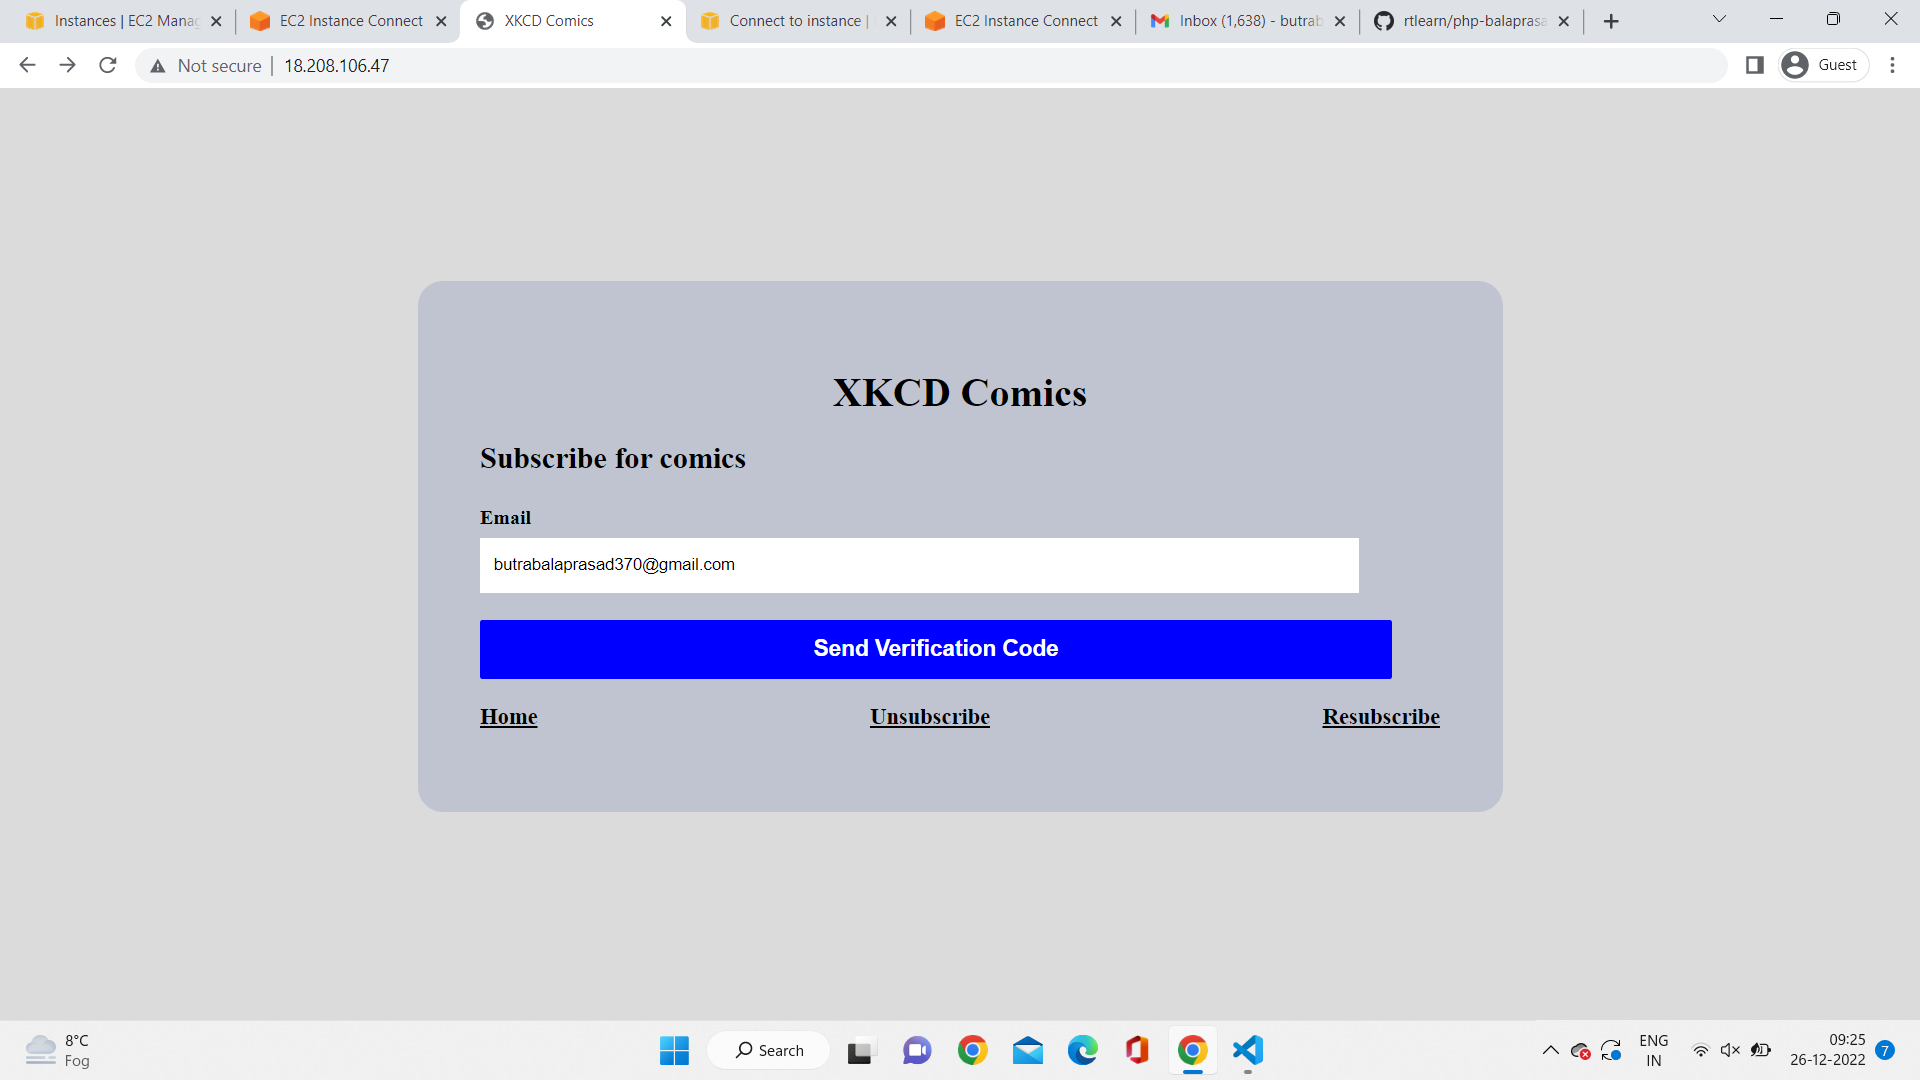 Instances | EC2 Manag
EC2 Instance Connect
XKCD Comics
Connect to instance |
EC2 Instance Connect
Inbox (1,638) - butrab
rtlearn/php-balaprasa
Not secure
18.208.106.47
Guest
XKCD Comics
Subscribe for comics
Email
butrabalaprasad370@gmail.com
Send Verification Code
Home
Unsubscribe
Resubscribe
8°C
Fog
Search
ENG
IN
09:25
26-12-2022
7